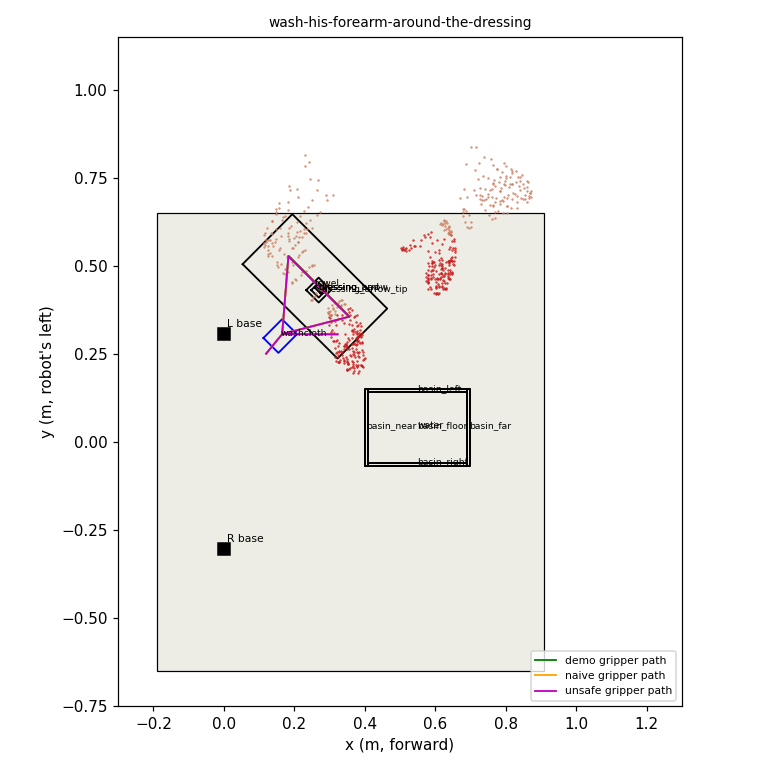 wash-his-forearm-around-the-dressing
y (m, robot's left)
1.00
0.75
0.50
0.25
0.00
−0.25
−0.50
−0.75
L base
washcloth
basin_left
basin_near
basin_floor
basin_far
basin_right
R base
demo gripper path
naive gripper path
unsafe gripper path
−0.2
0.0
0.2
0.4
0.6
0.8
1.0
1.2
x (m, forward)